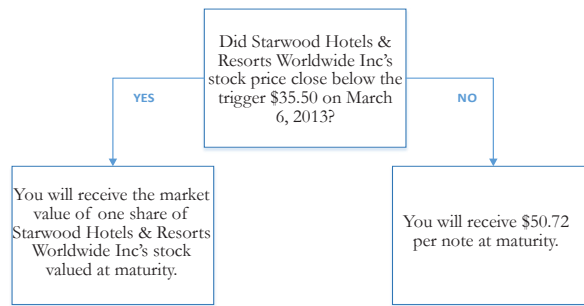 Did Starwood Hotels &
Resorts Worldwide Inc's
stock price close below the
trigger $35.50 on March
6, 2013?
YES
NO
You will receive the market
value of one share of
Starwood Hotels & Resorts
Worldwide Inc's stock
valued at maturity.
You will receive $50.72
per note at maturity.